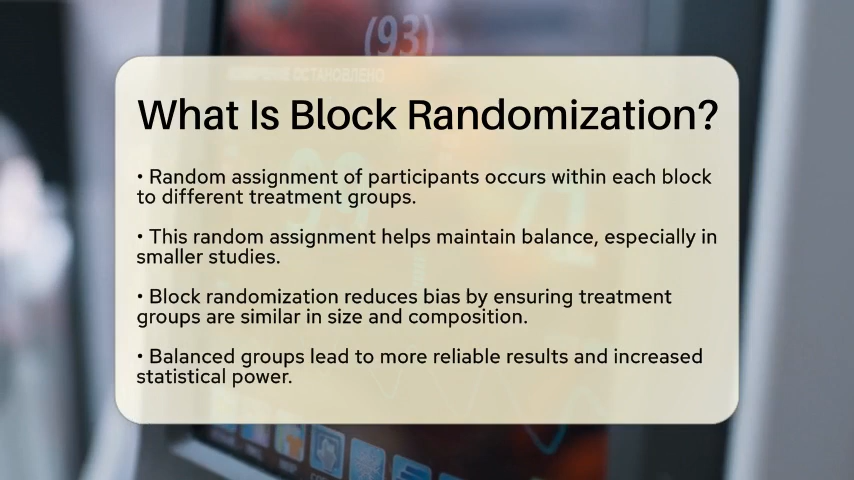 (93)
ИЗМЕРЕНИЕ ОСТАНОВЛЕНО
What Is Block Randomization?
• Random assignment of participants occurs within each block
to different treatment groups.
• This random assignment helps maintain balance, especially in
smaller studies.
• Block randomization reduces bias by ensuring treatment
groups are similar in size and composition.
• Balanced groups lead to more reliable results and increased
statistical power.